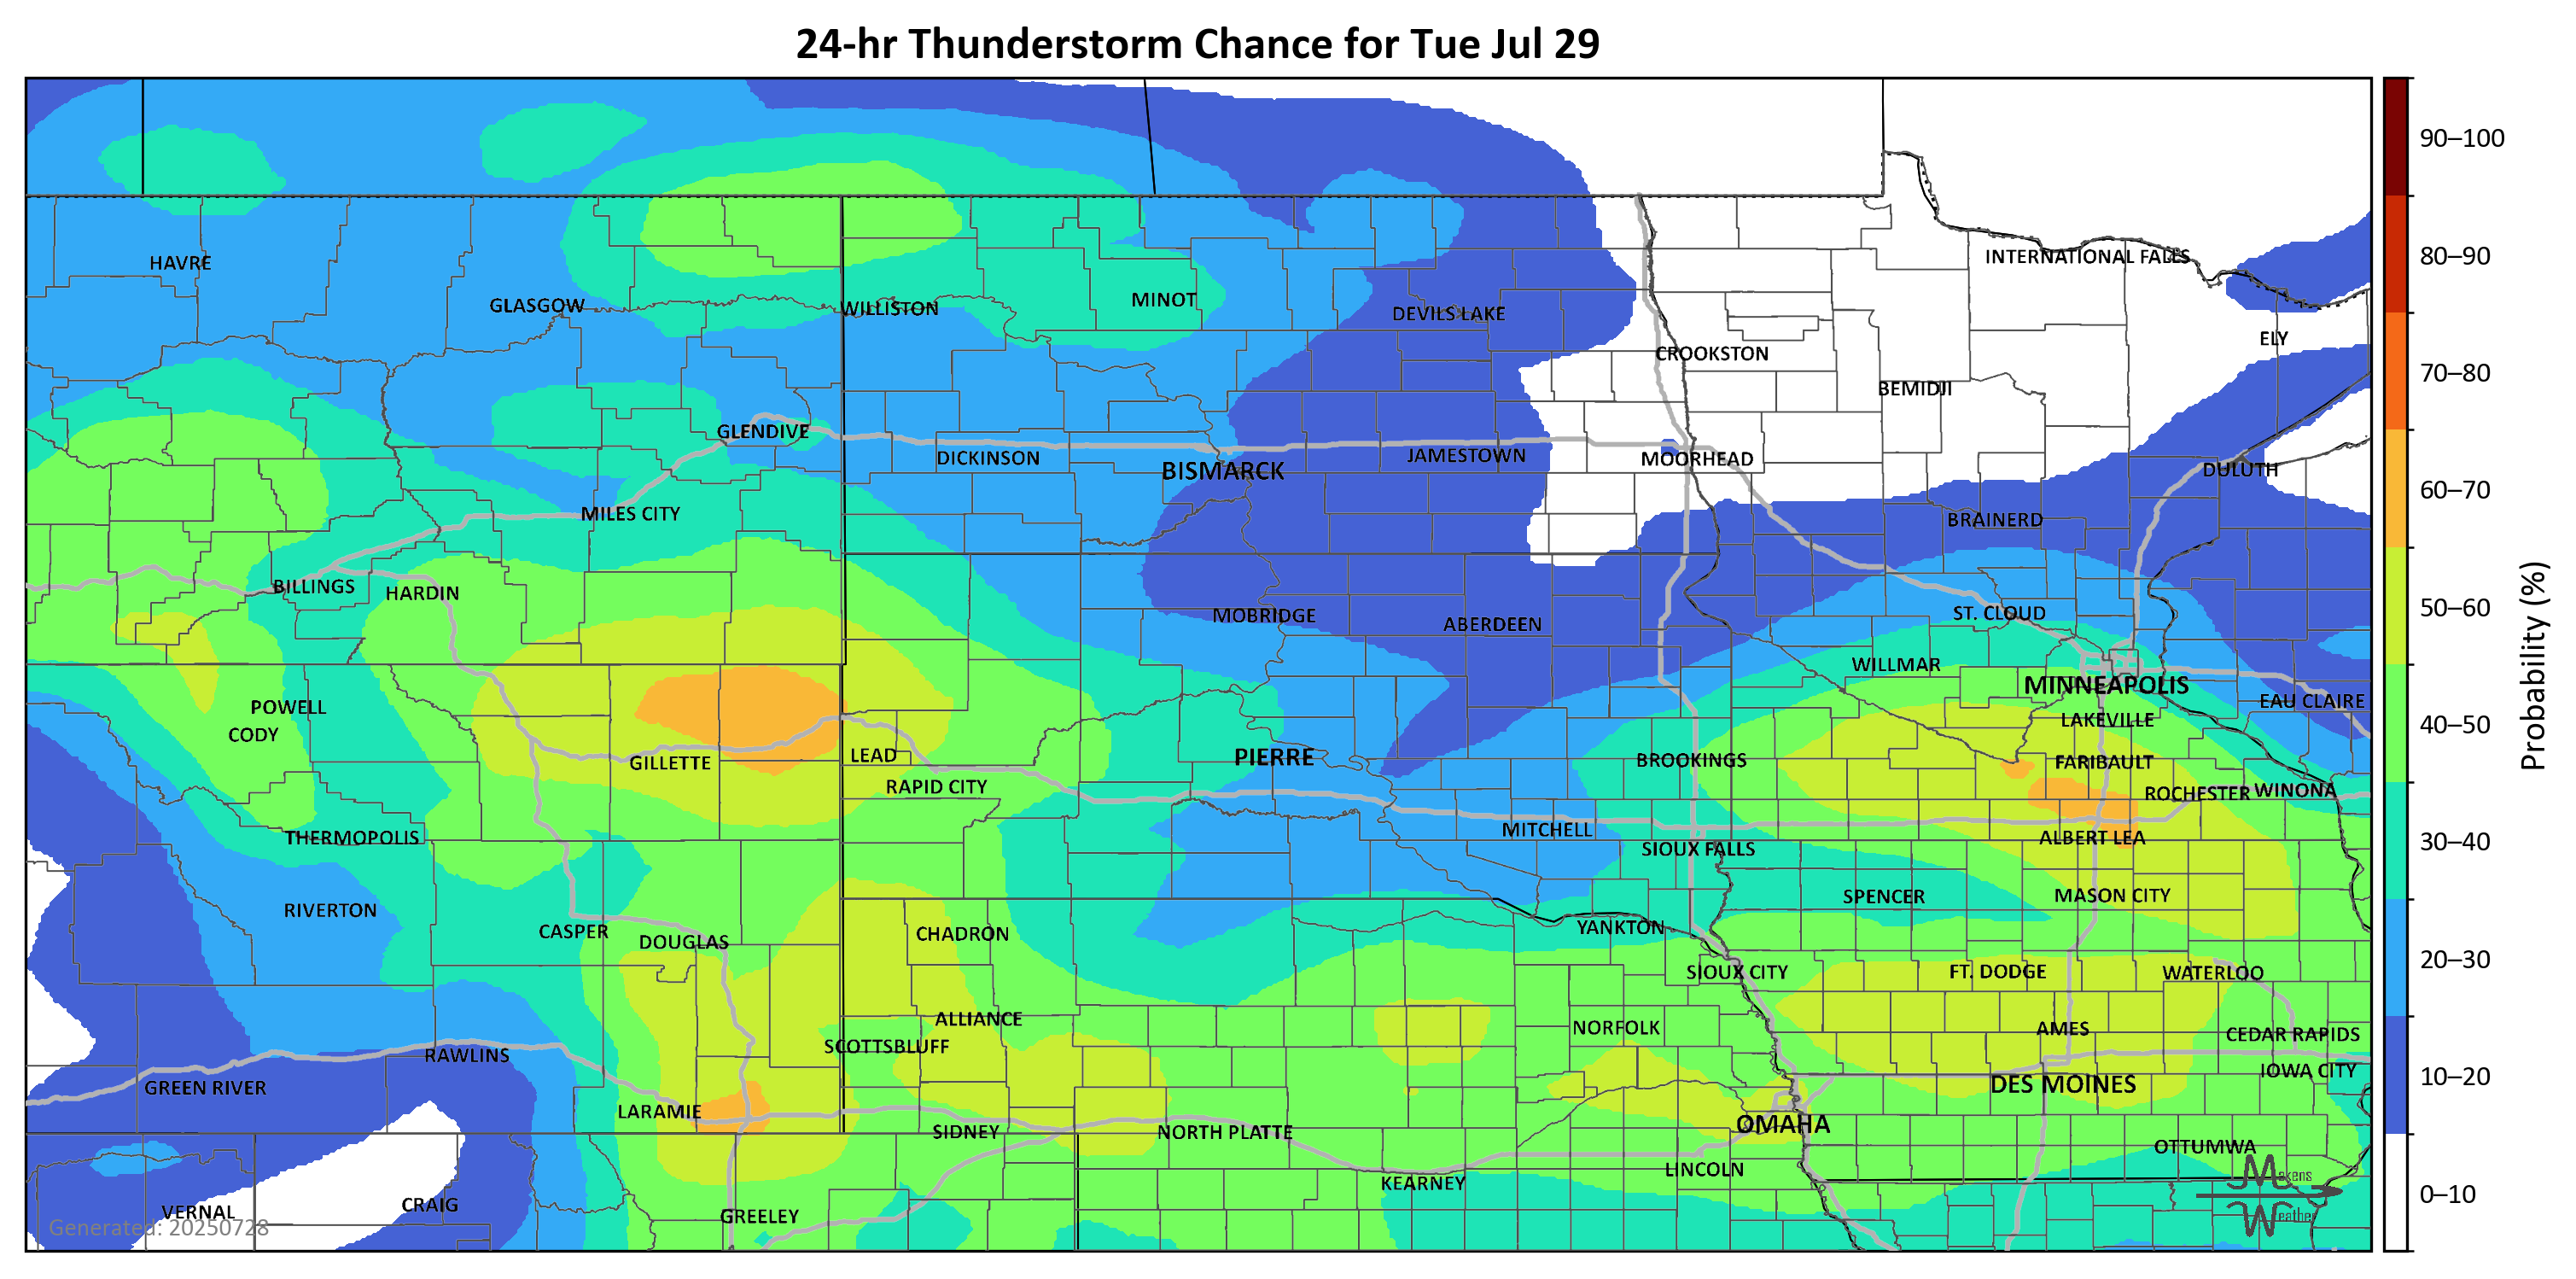 24-hr Thunderstorm Chance for Tue Jul 29
90–100
80–90
70–80
60–70
50–60
40–50
30–40
20–30
10–20
0–10
Probability (%)
HAVRE
GLASGOW
WILLISTON
MINOT
DEVILS LAKE
INTERNATIONAL FALLS
ELY
CROOKSTON
BEMIDJI
GLENDIVE
DICKINSON
BISMARCK
JAMESTOWN
MOORHEAD
DULUTH
MILES CITY
BRAINERD
BILLINGS
HARDIN
MOBRIDGE
ABERDEEN
ST. CLOUD
WILLMAR
MINNEAPOLIS
EAU CLAIRE
POWELL
CODY
LAKEVILLE
GILLETTE
LEAD
RAPID CITY
PIERRE
BROOKINGS
FARIBAULT
ROCHESTER
WINONA
THERMOPOLIS
MITCHELL
SIOUX FALLS
ALBERT LEA
RIVERTON
SPENCER
MASON CITY
CASPER
DOUGLAS
CHADRON
YANKTON
SIOUX CITY
FT. DODGE
WATERLOO
ALLIANCE
NORFOLK
AMES
CEDAR RAPIDS
SCOTTSBLUFF
RAWLINS
GREEN RIVER
IOWA CITY
DES MOINES
LARAMIE
SIDNEY
NORTH PLATTE
OMAHA
OTTUMWA
LINCOLN
KEARNEY
VERNAL
CRAIG
GREELEY
Generated: 20250728
Makens
Weather